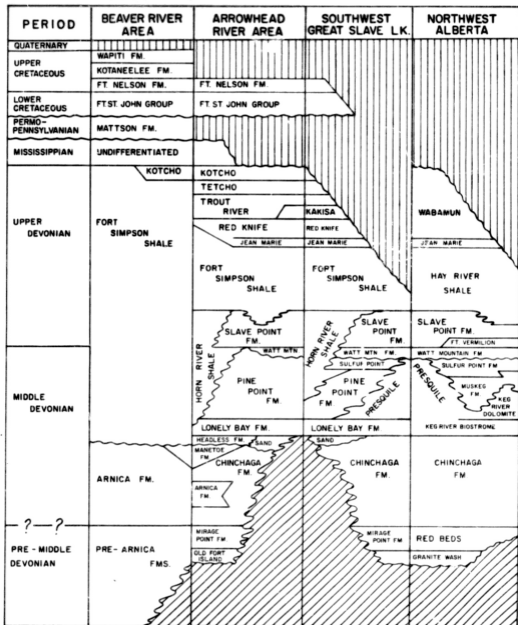 PERIOD
BEAVER RIVER
AREA
ARROWHEAD
RIVER AREA
SOUTHWEST
GREAT SLAVE LK.
NORTHWEST
ALBERTA
QUATERNARY
UPPER
CRETACEOUS
WAPITI FM.
KOTANEELEE FM.
FT. NELSON FM.
FT. NELSON FM.
LOWER
CRETACEOUS
FT ST. JOHN GROUP
FT ST JOHN GROUP
PERMO-
PENNSYLVANIAN
MATTSON FM.
MISSISSIPPIAN
UNDIFFERENTIATED
KOTCHO
KOTCHO
TETCHO
TROUT
RIVER
KAKISA
WABAMUN
UPPER
DEVONIAN
FORT
SIMPSON
SHALE
RED KNIFE
RED KNIFE
JEAN MARIE
JEAN MARIE
JEAN MARIE
FORT
SIMPSON
SHALE
FOPT
SIMPSON
SHALE
HAY RIVER
SHALE
HORN RIVER
SHALE
SLAVE POINT
FM.
HORN RIVER
SHALE
SLAVE
POINT
FM.
SLAVE
POINT FM.
FT. VERMILION
WATT MTN
WATT MTN FM.
WATT MOUNTAIN FM
SULFUR POINT
SULFUR POINT FM
MIDDLE
DEVONIAN
PINE
POINT
FM.
PINE
POINT
FM.
PRESQUILE
PRESQUILE
MUSKEG
FM.
KEG
RIVER
DOLOMITE
LONELY BAY FM.
LONELY BAY FM.
KEG RIVER BIOSTROME
HEADLESS FM.
SAND
SAND
MANETOE
FM.
CHINCHAGA
FM.
CHINCHAGA
FM
CHINCHAGA
FM
ARNICA FM.
ARNICA
FM.
? ?
PRE-MIDDLE
DEVONIAN
PRE-ARNICA
FMS.
MIRAGE
POINT FM.
OLD FORT
ISLAND
MIRAGE
POINT FM
RED BEDS
GRANITE WASH